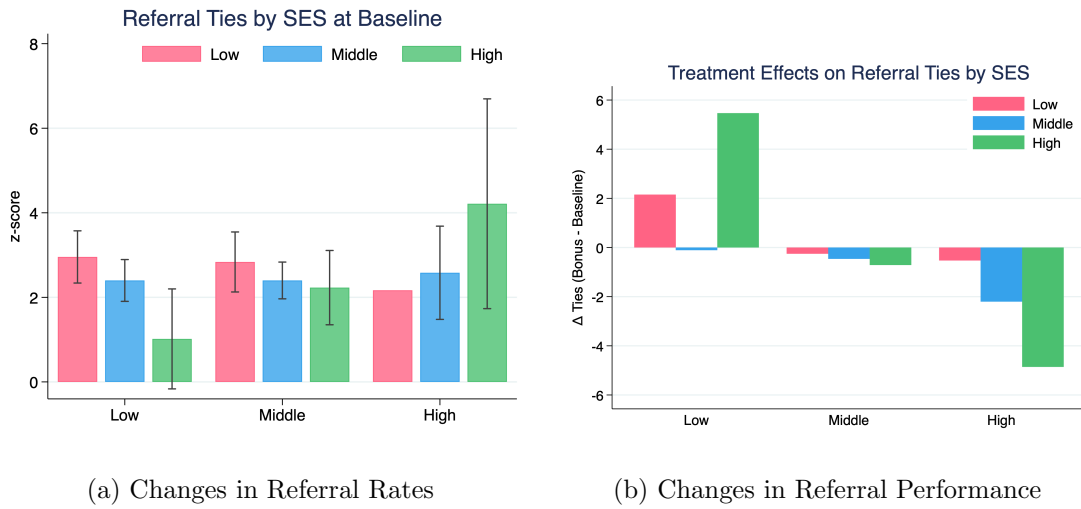 Referral Ties by SES at Baseline
Low Middle High
z-score
8
6
4
2
0
Low Middle High
(a) Changes in Referral Rates
Treatment Effects on Referral Ties by SES
Low
Middle
High
Δ Ties (Bonus - Baseline)
6
4
2
0
-2
-4
-6
Low Middle High
(b) Changes in Referral Performance